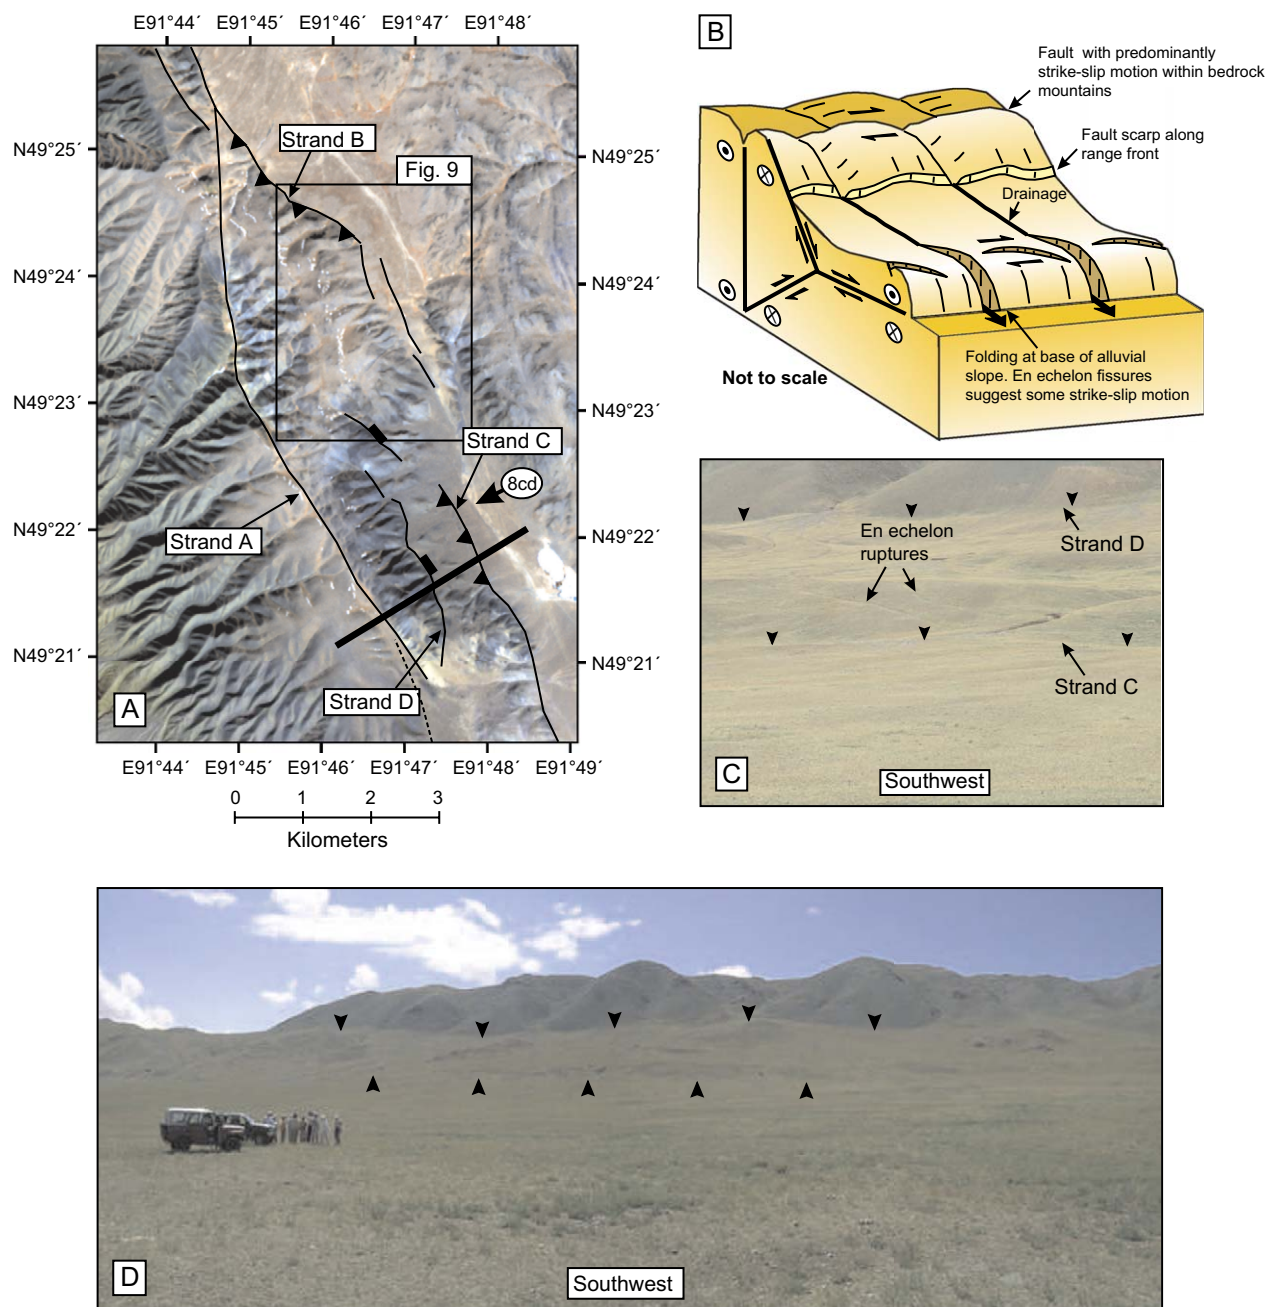 E91°44´ E91°45´ E91°46´ E91°47´ E91°48´
N49°25´
N49°24´
N49°23´
N49°22´
N49°21´
N49°25´
N49°24´
N49°23´
N49°22´
N49°21´
Strand B
Fig. 9
Strand C
8cd
Strand A
Strand D
A
E91°44´ E91°45´ E91°46´ E91°47´ E91°48´ E91°49´
0 1 2 3
Kilometers
B
Fault with predominantly
strike-slip motion within bedrock
mountains
Fault scarp along
range front
Drainage
Folding at base of alluvial
slope. En echelon fissures
suggest some strike-slip motion
Not to scale
En echelon
ruptures
Strand D
Strand C
C
Southwest
D
Southwest